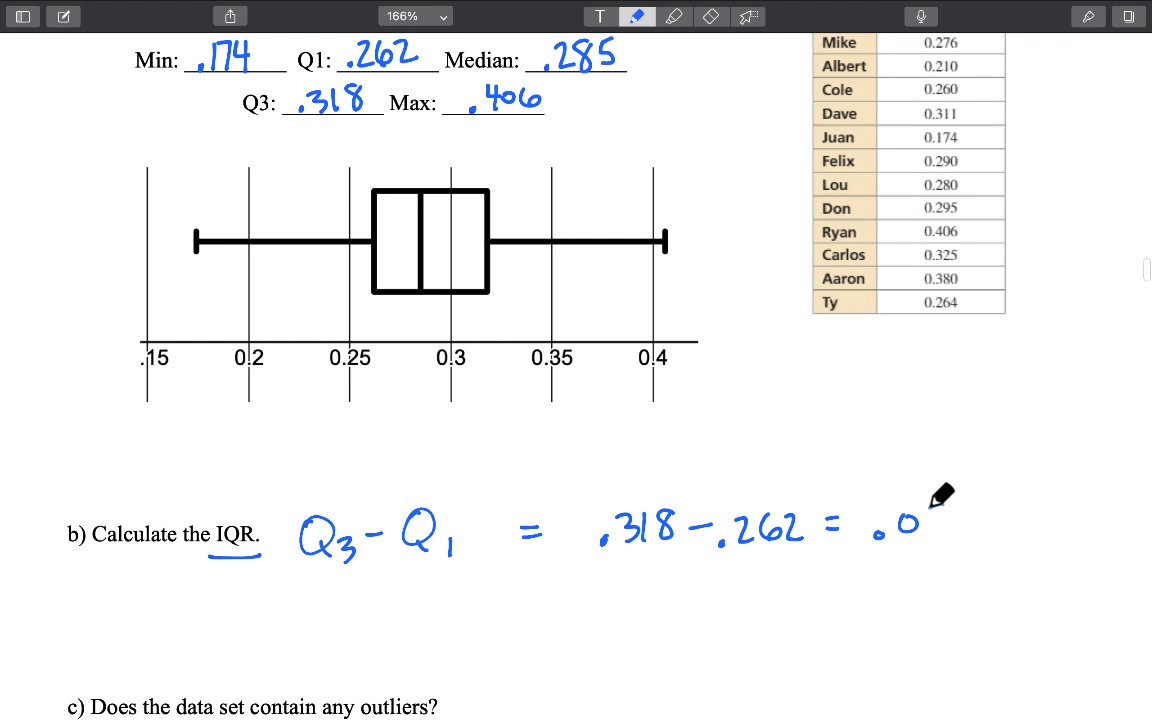 166%
T
Min: .174 Q1: .262 Median: .285
Q3: .318 Max: .406
Mike 0.276
Albert 0.210
Cole 0.260
Dave 0.311
Juan 0.174
Felix 0.290
Lou 0.280
Don 0.295
Ryan 0.406
Carlos 0.325
Aaron 0.380
Ty 0.264
.15 0.2 0.25 0.3 0.35 0.4
b) Calculate the IQR. Q3 - Q1 = .318 - .262 = .0
c) Does the data set contain any outliers?